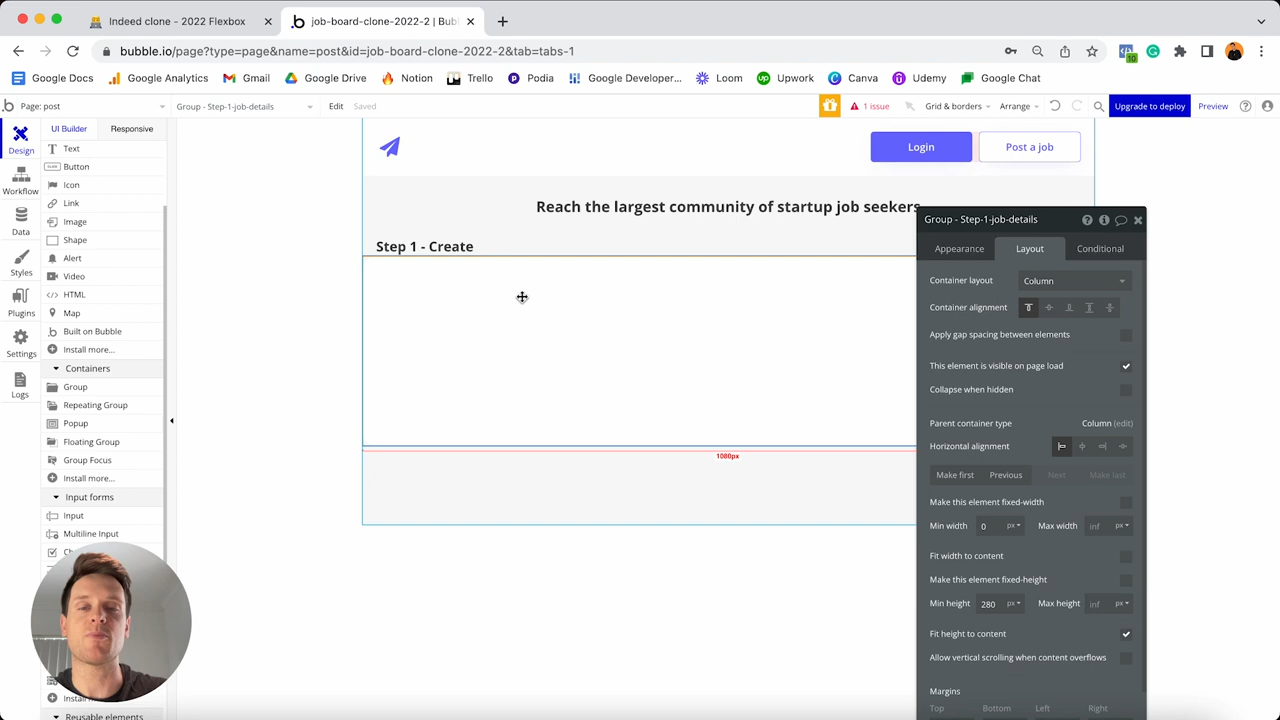 Indeed clone - 2022 Flexbox
job-board-clone-2022-2 | Bubl
bubble.io/page?type=page&name=post&id=job-board-clone-2022-2&tab=tabs-1
10
Google Docs
Google Analytics
Gmail
Google Drive
Notion
Trello
Podia
Google Developer...
Loom
Upwork
Canva
Udemy
Google Chat
Page: post
Group - Step-1-job-details
Edit
Saved
1 issue
Grid & borders
Arrange
Upgrade to deploy
Preview
Design
Workflow
Data
Styles
Plugins
Settings
Logs
UI Builder
Responsive
Text
Button
Icon
Link
Image
Shape
Alert
Video
HTML
Map
Built on Bubble
Install more...
Containers
Group
Repeating Group
Popup
Floating Group
Group Focus
Install more...
Input forms
Input
Multiline Input
Reusable elements
Login
Post a job
Reach the largest community of startup job seekers
Step 1 - Create
1080px
Group - Step-1-job-details
Appearance
Layout
Conditional
Container layout
Column
Container alignment
Apply gap spacing between elements
This element is visible on page load
Collapse when hidden
Parent container type
Column (edit)
Horizontal alignment
Make first
Previous
Next
Make last
Make this element fixed-width
Min width 0 px
Max width inf px
Fit width to content
Make this element fixed-height
Min height 280 px
Max height inf px
Fit height to content
Allow vertical scrolling when content overflows
Margins
Top
Bottom
Left
Right